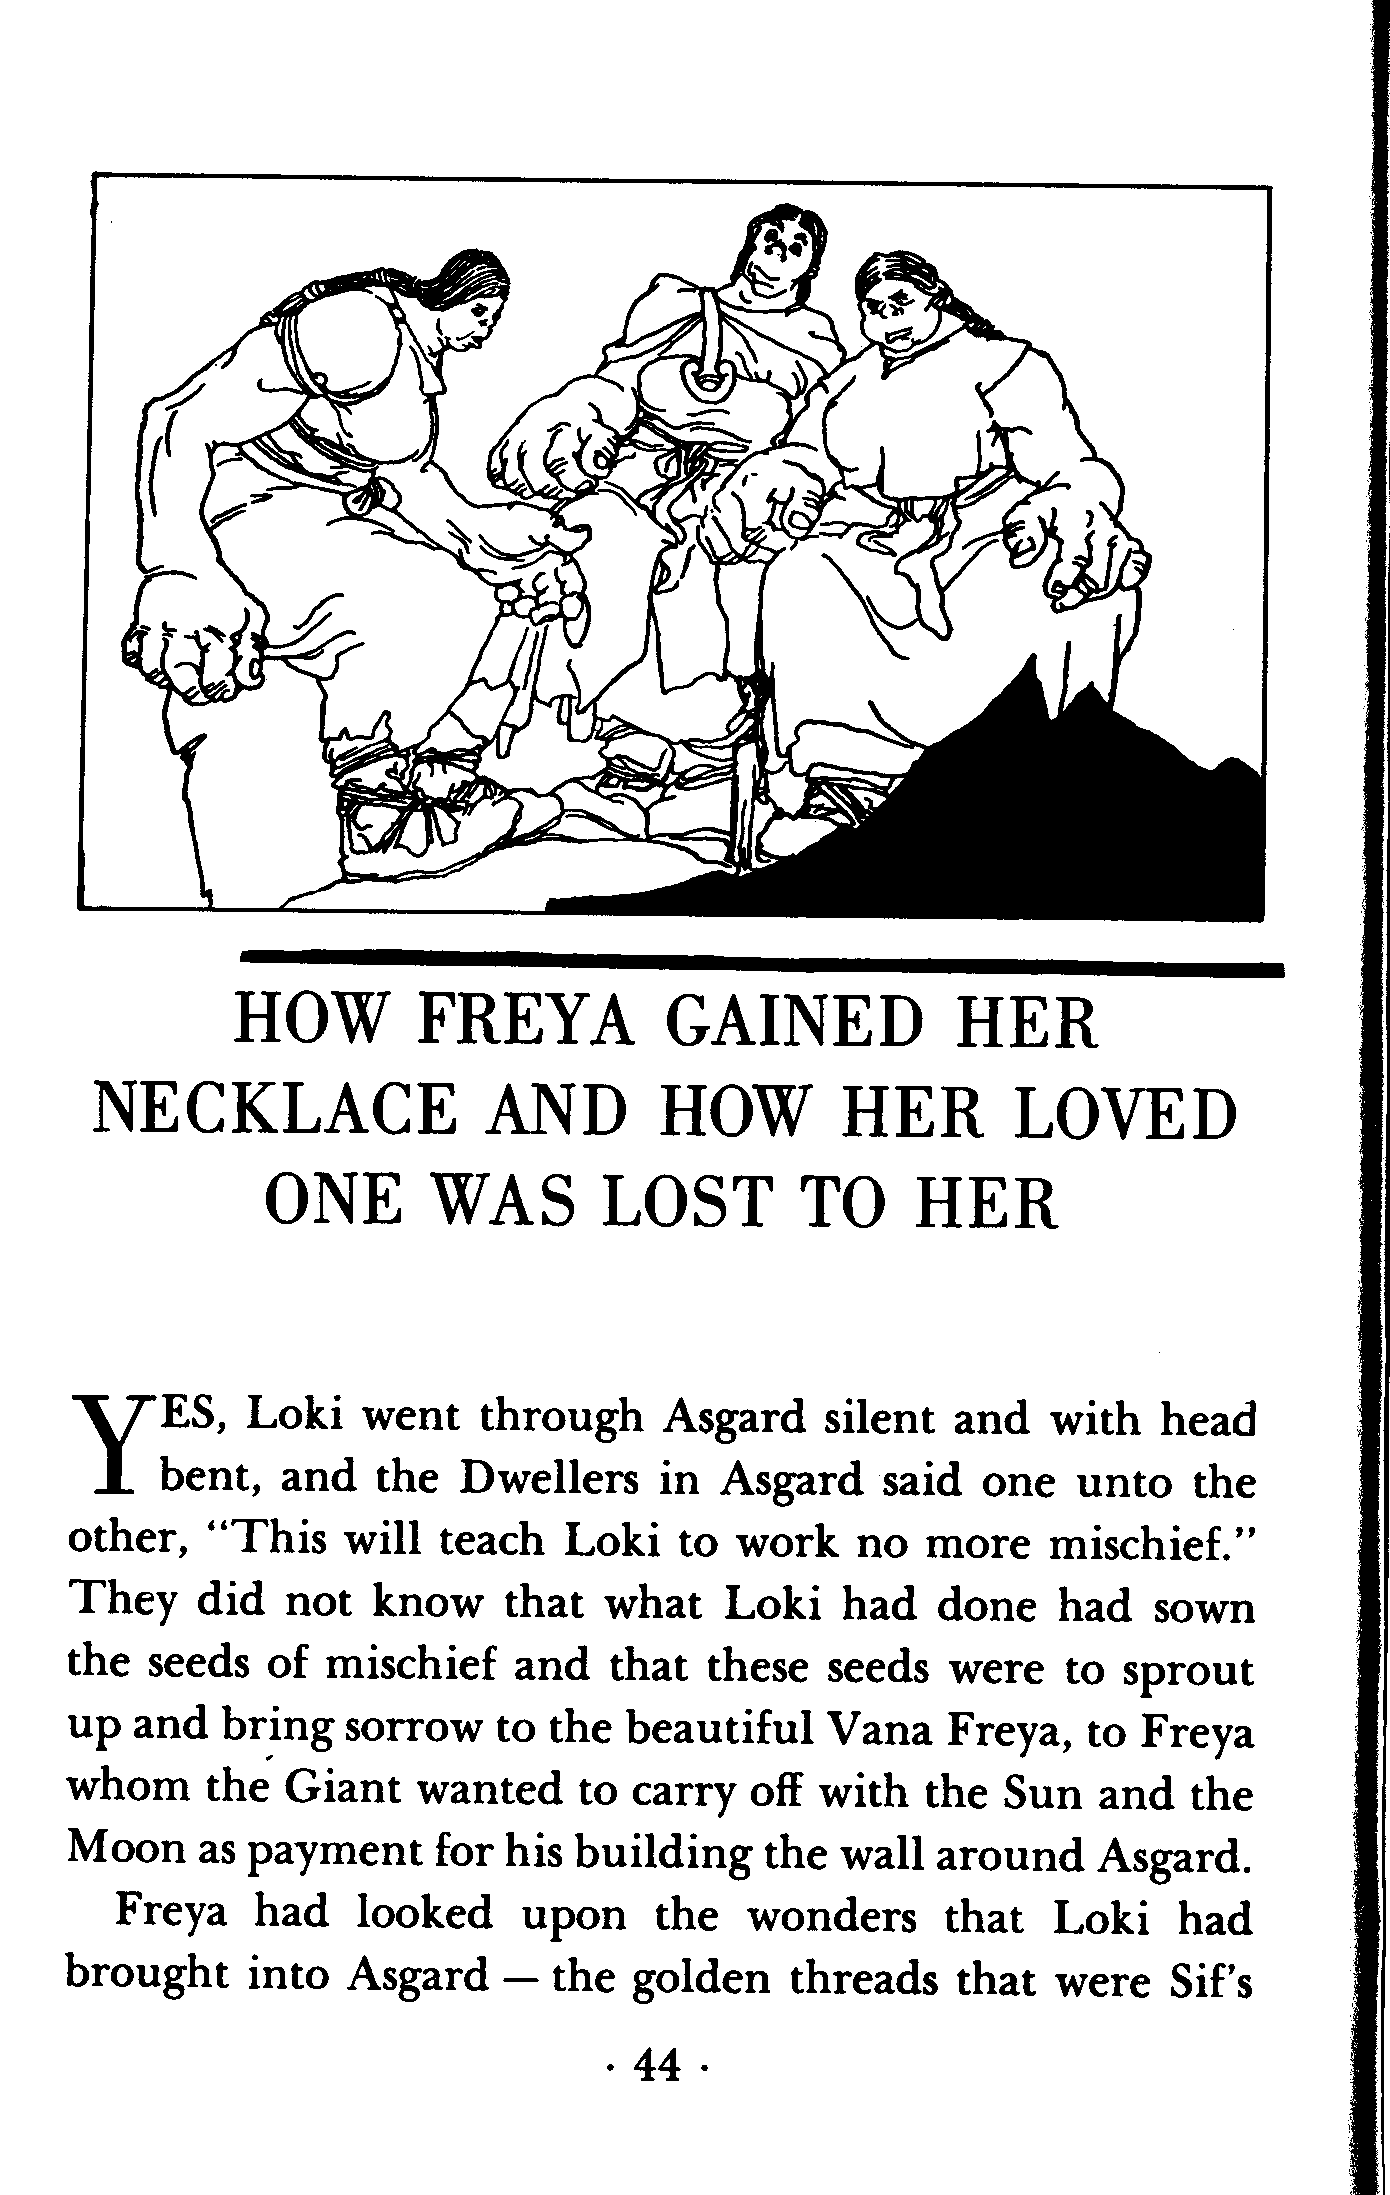 HOW FREYA GAINED HER
NECKLACE AND HOW HER LOVED
ONE WAS LOST TO HER
YES, Loki went through Asgard silent and with head
bent, and the Dwellers in Asgard said one unto the
other, “This will teach Loki to work no more mischief.”
They did not know that what Loki had done had sown
the seeds of mischief and that these seeds were to sprout
up and bring sorrow to the beautiful Vana Freya, to Freya
whom the Giant wanted to carry off with the Sun and the
Moon as payment for his building the wall around Asgard.
Freya had looked upon the wonders that Loki had
brought into Asgard — the golden threads that were Sif’s
· 44 ·